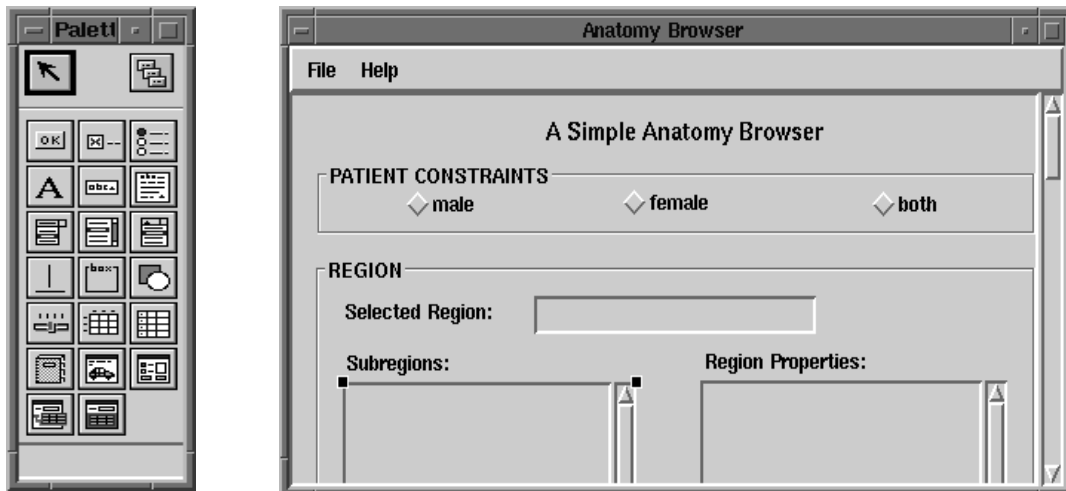 Palett
OK
A
abc
box
Anatomy Browser
File Help
A Simple Anatomy Browser
PATIENT CONSTRAINTS
male female both
REGION
Selected Region:
Subregions: Region Properties: